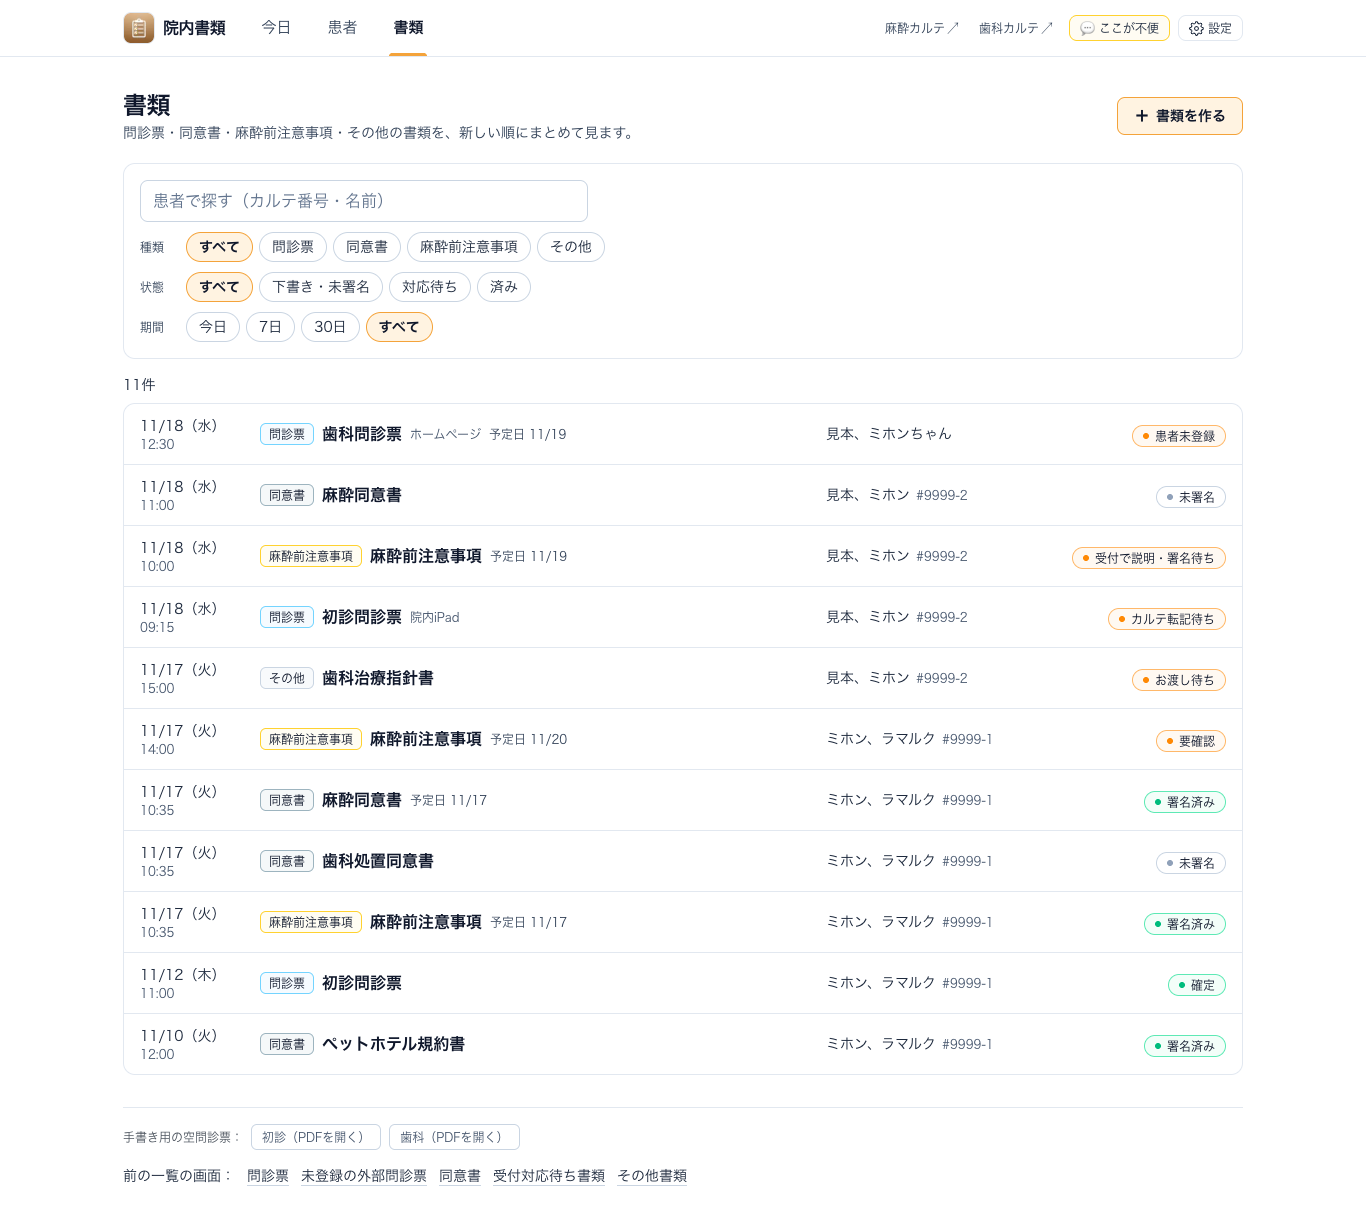 院内書類 今日 患者 書類 麻酔カルテ↗ 歯科カルテ↗ ここが不便 設定
書類
問診票・同意書・麻酔前注意事項・その他の書類を、新しい順にまとめて見ます。
＋ 書類を作る
患者で探す（カルテ番号・名前）
種類 すべて 問診票 同意書 麻酔前注意事項 その他
状態 すべて 下書き・未署名 対応待ち 済み
期間 今日 7日 30日 すべて
11件
11/18（水） 問診票 歯科問診票 ホームページ 予定日 11/19 見本、ミホンちゃん 患者未登録
12:30
11/18（水） 同意書 麻酔同意書 見本、ミホン #9999-2 未署名
11:00
11/18（水） 麻酔前注意事項 麻酔前注意事項 予定日 11/19 見本、ミホン #9999-2 受付で説明・署名待ち
10:00
11/18（水） 問診票 初診問診票 院内iPad 見本、ミホン #9999-2 カルテ転記待ち
09:15
11/17（火） その他 歯科治療指針書 見本、ミホン #9999-2 お渡し待ち
15:00
11/17（火） 麻酔前注意事項 麻酔前注意事項 予定日 11/20 ミホン、ラマルク #9999-1 要確認
14:00
11/17（火） 同意書 麻酔同意書 予定日 11/17 ミホン、ラマルク #9999-1 署名済み
10:35
11/17（火） 同意書 歯科処置同意書 ミホン、ラマルク #9999-1 未署名
10:35
11/17（火） 麻酔前注意事項 麻酔前注意事項 予定日 11/17 ミホン、ラマルク #9999-1 署名済み
10:35
11/12（木） 問診票 初診問診票 ミホン、ラマルク #9999-1 確定
11:00
11/10（火） 同意書 ペットホテル規約書 ミホン、ラマルク #9999-1 署名済み
12:00
手書き用の空問診票： 初診（PDFを開く） 歯科（PDFを開く）
前の一覧の画面： 問診票 未登録の外部問診票 同意書 受付対応待ち書類 その他書類